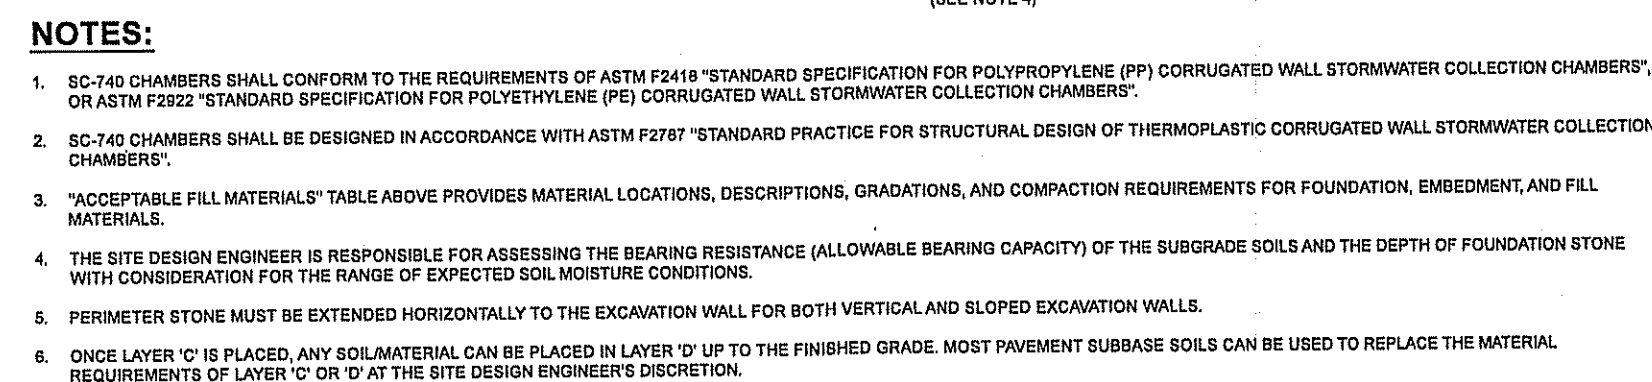 (SEE NOTE 4)
NOTES:
1. SC-740 CHAMBERS SHALL CONFORM TO THE REQUIREMENTS OF ASTM F2418 "STANDARD SPECIFICATION FOR POLYPROPYLENE (PP) CORRUGATED WALL STORMWATER COLLECTION CHAMBERS",
OR ASTM F2922 "STANDARD SPECIFICATION FOR POLYETHYLENE (PE) CORRUGATED WALL STORMWATER COLLECTION CHAMBERS".
2. SC-740 CHAMBERS SHALL BE DESIGNED IN ACCORDANCE WITH ASTM F2787 "STANDARD PRACTICE FOR STRUCTURAL DESIGN OF THERMOPLASTIC CORRUGATED WALL STORMWATER COLLECTION
CHAMBERS".
3. "ACCEPTABLE FILL MATERIALS" TABLE ABOVE PROVIDES MATERIAL LOCATIONS, DESCRIPTIONS, GRADATIONS, AND COMPACTION REQUIREMENTS FOR FOUNDATION, EMBEDMENT, AND FILL
MATERIALS.
4. THE SITE DESIGN ENGINEER IS RESPONSIBLE FOR ASSESSING THE BEARING RESISTANCE (ALLOWABLE BEARING CAPACITY) OF THE SUBGRADE SOILS AND THE DEPTH OF FOUNDATION STONE
WITH CONSIDERATION FOR THE RANGE OF EXPECTED SOIL MOISTURE CONDITIONS.
5. PERIMETER STONE MUST BE EXTENDED HORIZONTALLY TO THE EXCAVATION WALL FOR BOTH VERTICAL AND SLOPED EXCAVATION WALLS.
6. ONCE LAYER 'C' IS PLACED, ANY SOIL/MATERIAL CAN BE PLACED IN LAYER 'D' UP TO THE FINISHED GRADE. MOST PAVEMENT SUBBASE SOILS CAN BE USED TO REPLACE THE MATERIAL
REQUIREMENTS OF LAYER 'C' OR 'D' AT THE SITE DESIGN ENGINEER'S DISCRETION.